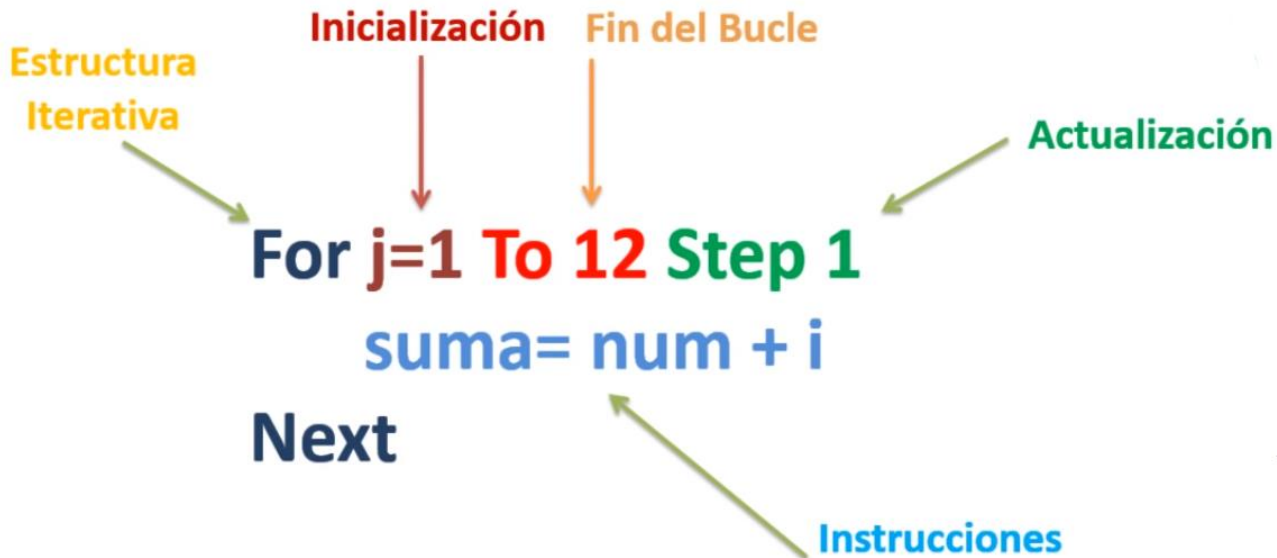 Inicialización
Fin del Bucle
Estructura
Iterativa
Actualización
For j=1 To 12 Step 1
suma= num + i
Next
Instrucciones